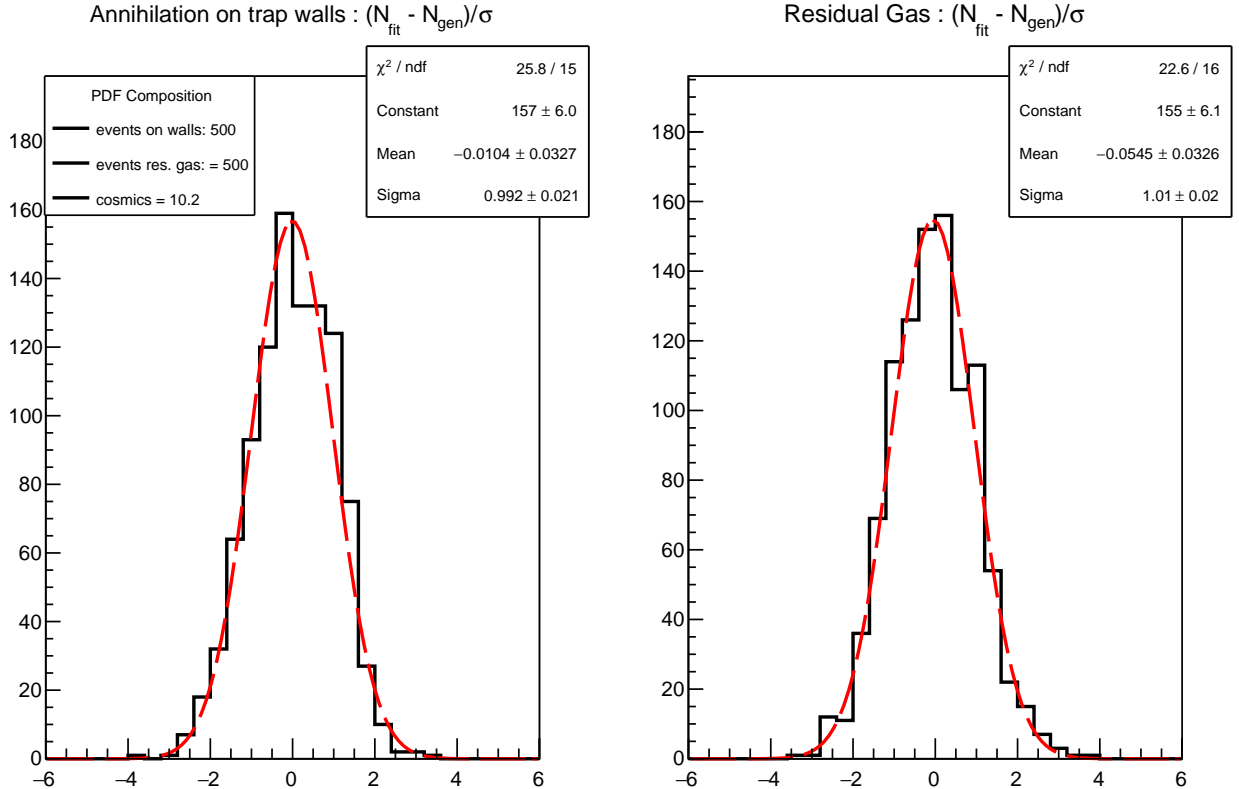 Annihilation on trap walls : (N_fit - N_gen)/σ
χ² / ndf 25.8 / 15
Constant 157 ± 6.0
Mean −0.0104 ± 0.0327
Sigma 0.992 ± 0.021
PDF Composition
events on walls: 500
events res. gas: = 500
cosmics = 10.2
180
160
140
120
100
80
60
40
20
0
−6 −4 −2 0 2 4 6
Residual Gas : (N_fit - N_gen)/σ
χ² / ndf 22.6 / 16
Constant 155 ± 6.1
Mean −0.0545 ± 0.0326
Sigma 1.01 ± 0.02
180
160
140
120
100
80
60
40
20
0
−6 −4 −2 0 2 4 6